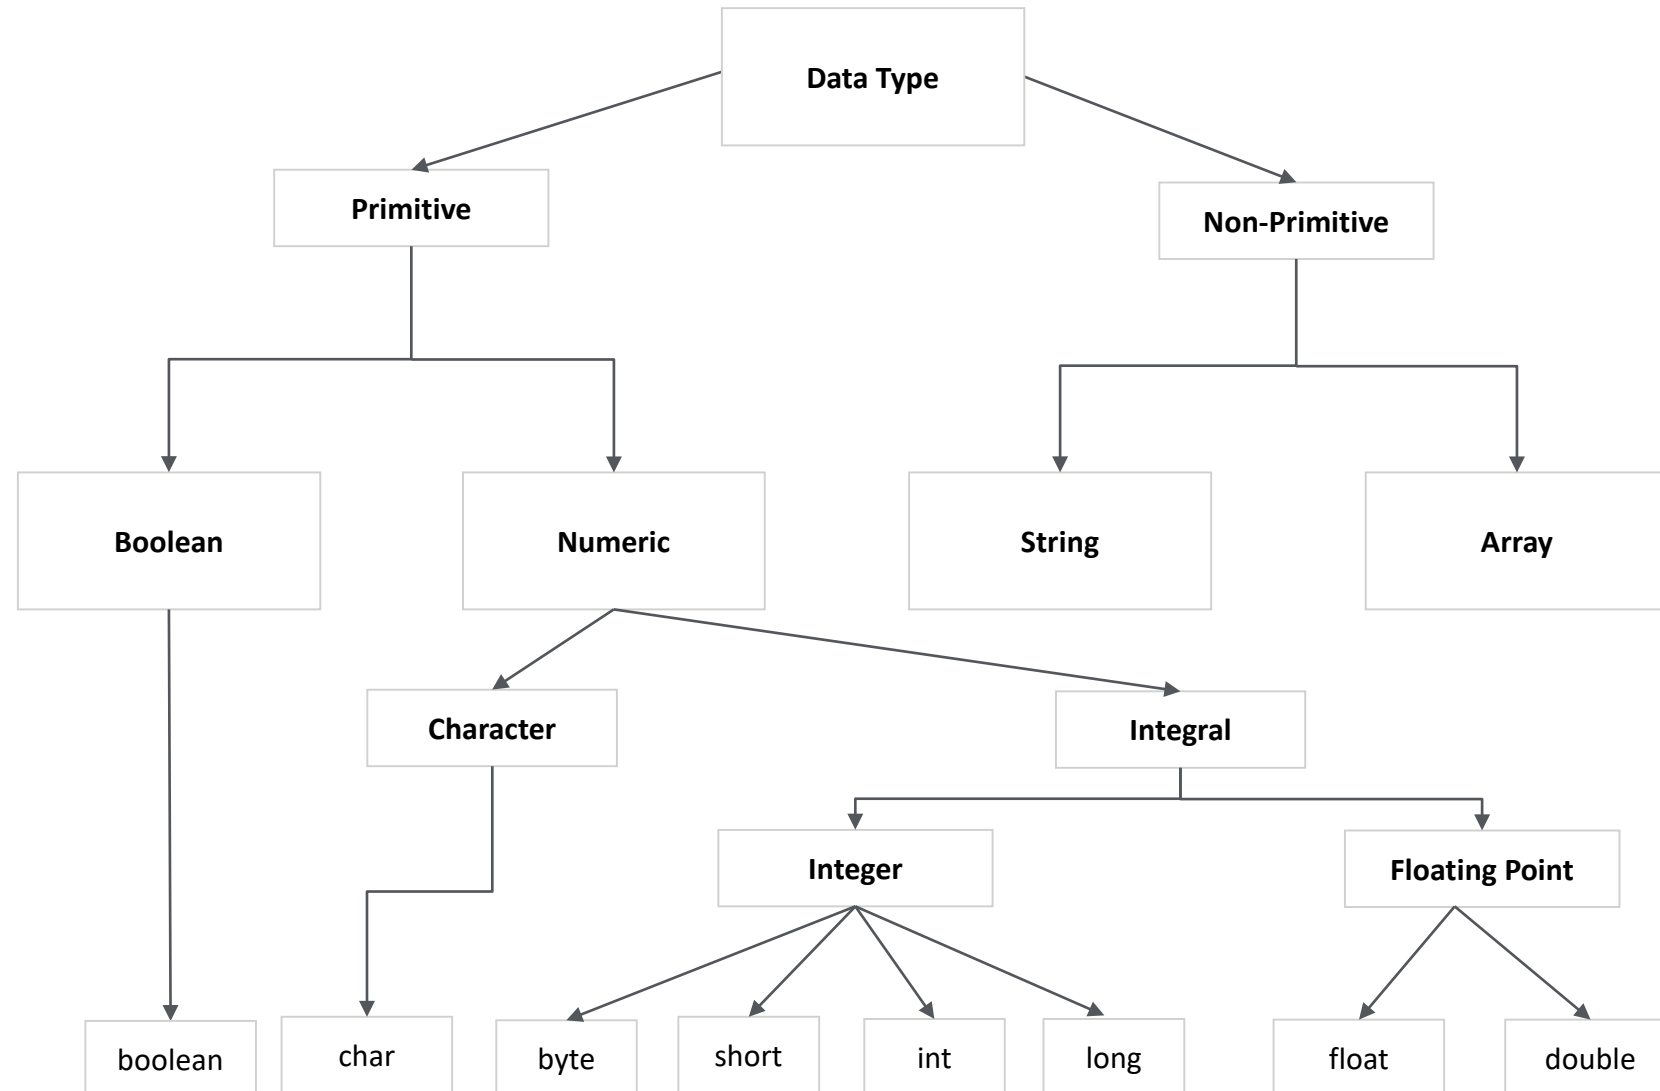 Data Type
Primitive
Non-Primitive
Boolean
Numeric
String
Array
Character
Integral
Integer
Floating Point
boolean
char
byte
short
int
long
float
double